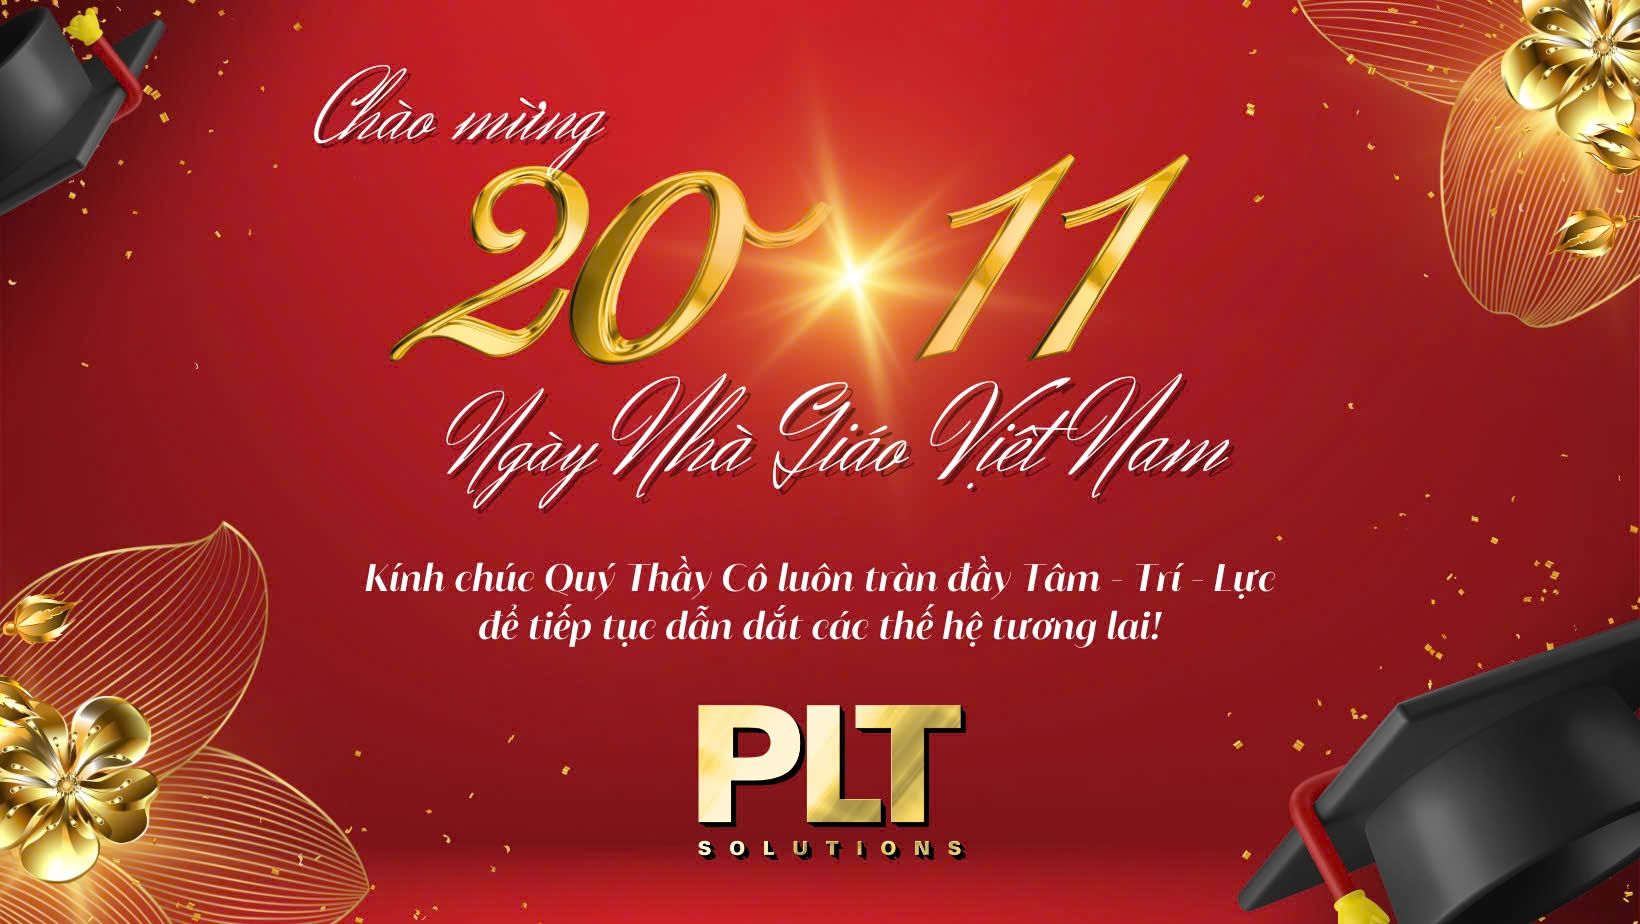 Chào mừng
20 11
Ngày Nhà Giáo Việt Nam
Kính chúc Quý Thầy Cô luôn tràn đầy Tâm - Trí - Lực
để tiếp tục dẫn dắt các thế hệ tương lai!
PLT
SOLUTIONS